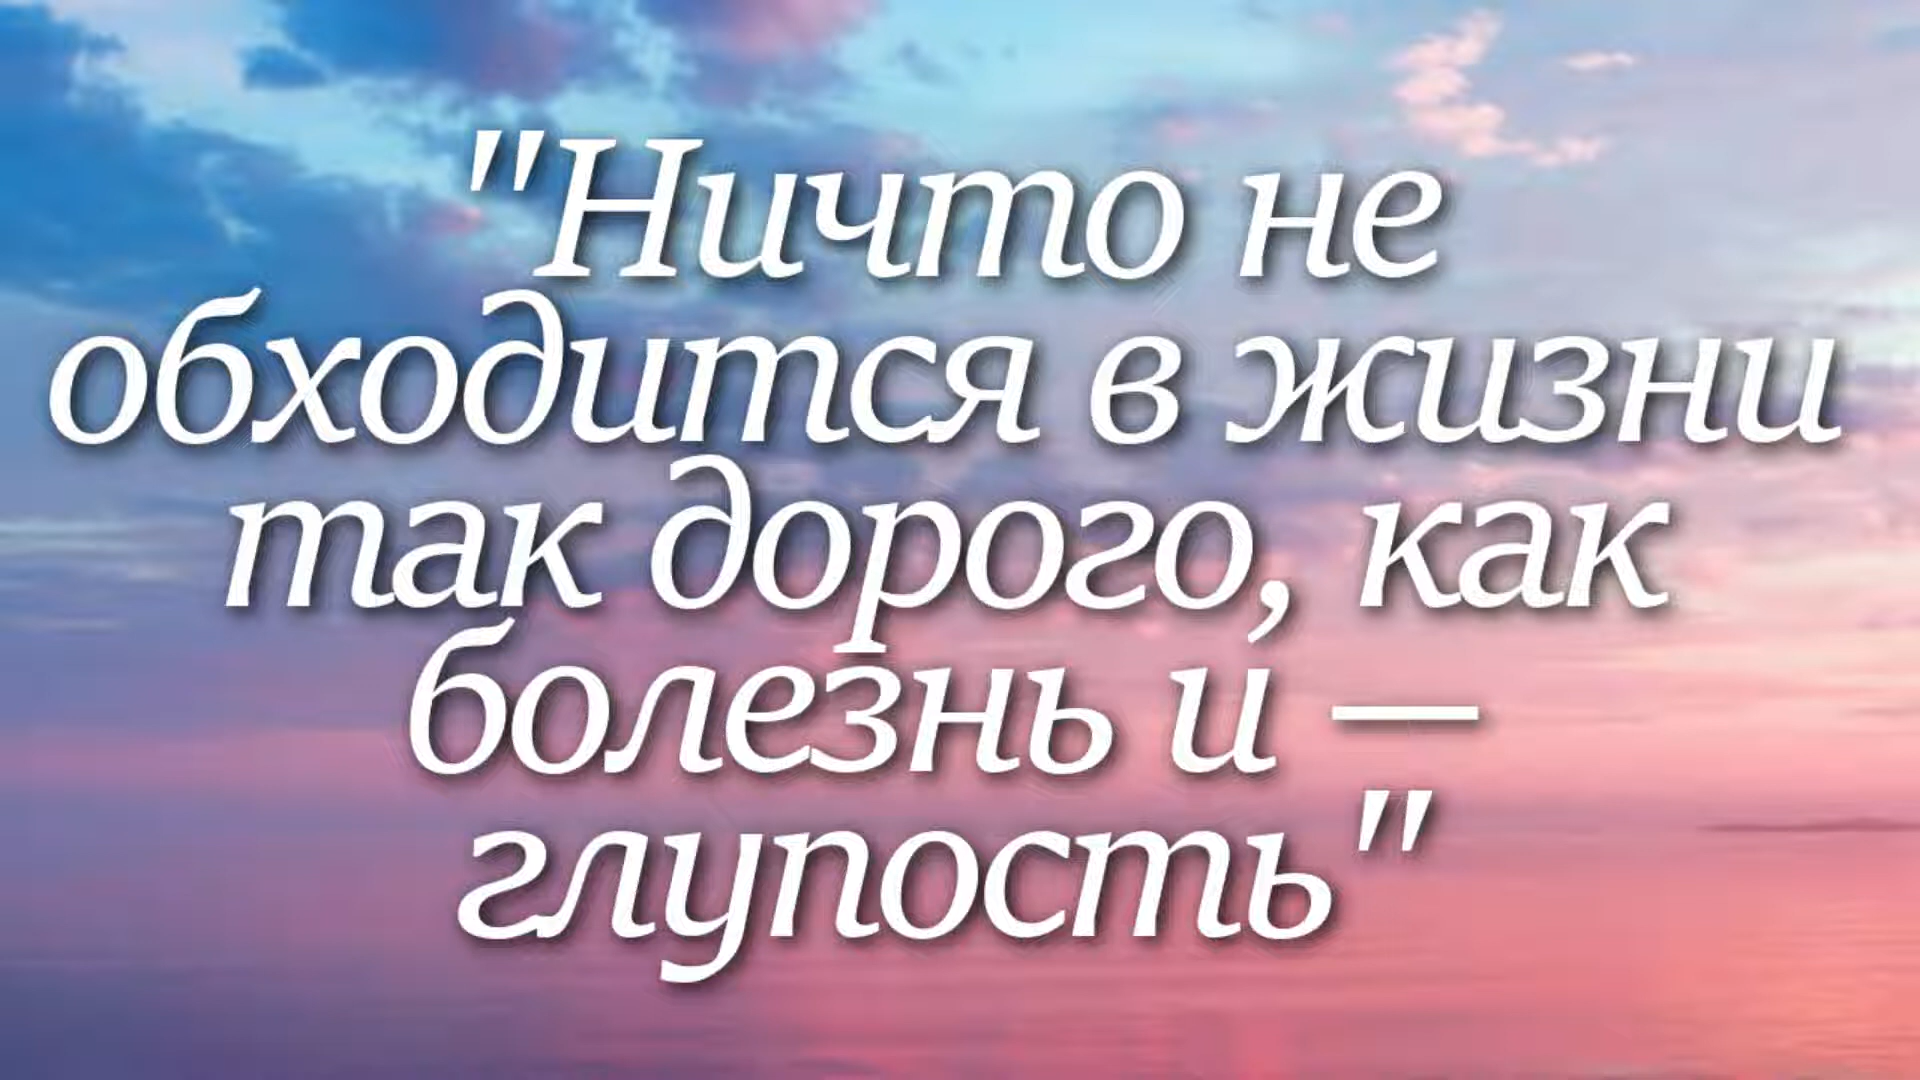 "Ничто не
обходится в жизни
так дорого, как
болезнь и –
глупость"